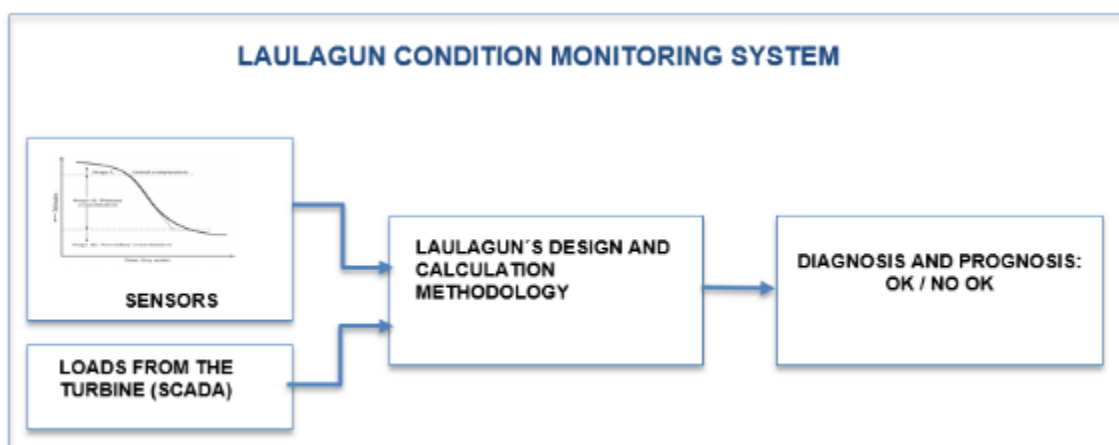 LAULAGUN CONDITION MONITORING SYSTEM
SENSORS
LOADS FROM THE
TURBINE (SCADA)
LAULAGUN´S DESIGN AND
CALCULATION
METHODOLOGY
DIAGNOSIS AND PROGNOSIS:
OK / NO OK